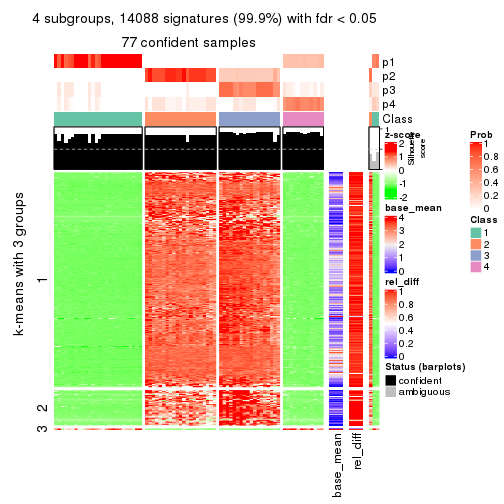 4 subgroups, 14088 signatures (99.9%) with fdr < 0.05
77 confident samples
p1
p2
p3
p4
Class
1
Silhouette
score
k-means with 3 groups
1
2
3
base_mean
rel_diff
z-score
2
1
0
-1
-2
base_mean
4
3
2
1
0
rel_diff
1
0.8
0.6
0.4
0.2
0
Status (barplots)
confident
ambiguous
Prob
1
0.8
0.6
0.4
0.2
0
Class
1
2
3
4